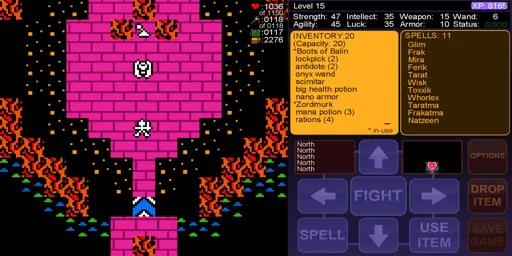 :1036
of 1150
:0118
of :0118
:0117
:2276
Level 15
XP: 8165
Strength: 47 Intellect: 35 Weapon: 15 Wand: 6
Agility: 45 Luck: 35 Armor: 10 Status: GOOD
INVENTORY:20
(Capacity: 20)
*Boots of Balin
lockpick (2)
antidote (2)
onyx wand
scimitar
big health potion
nano armor
*Zordmurk
mana potion (3)
rations (4)
* in-use
SPELLS: 11
Glim
Frak
Mira
Ferik
Tarat
Wisk
Toxxik
Whorlex
Taratma
Frakatma
Natzeen
North
North
North
North
North
OPTIONS
FIGHT
DROP
ITEM
SPELL
USE
ITEM
SAVE
GAME